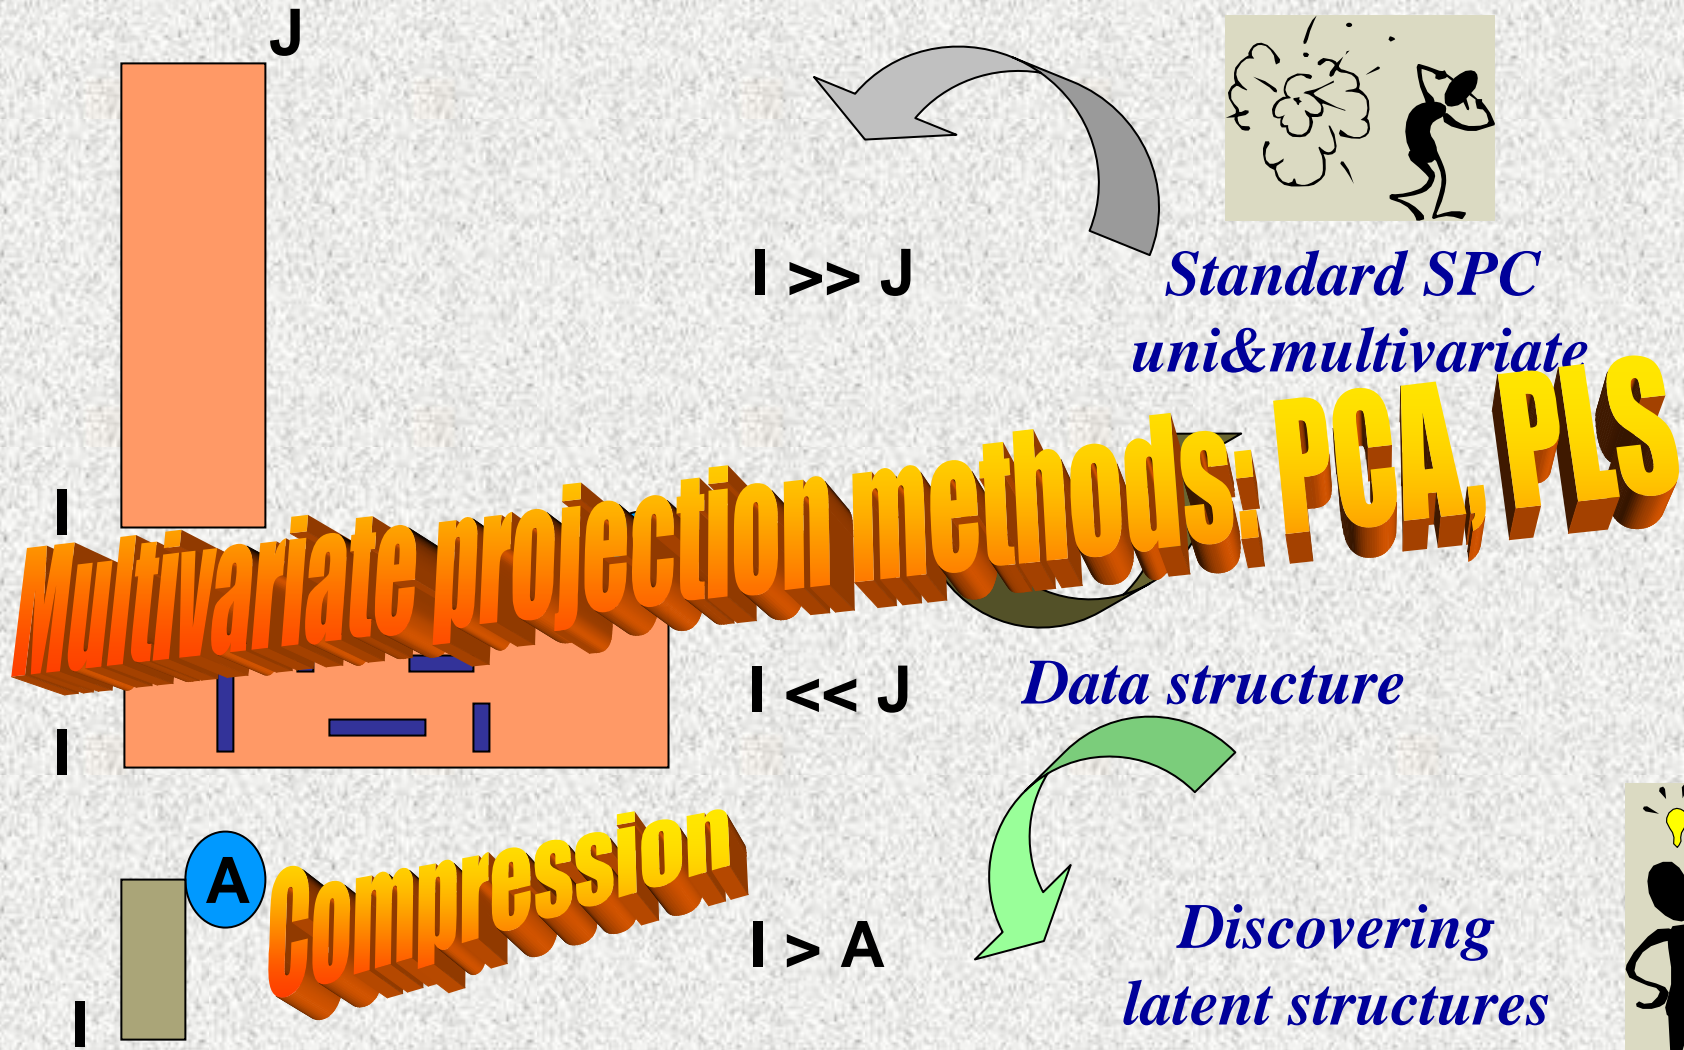 J
I >> J
Standard SPC
uni&multivariate
I
Multivariate projection methods: PCA, PLS
I << J
Data structure
I
A
Compression
I > A
Discovering
latent structures
I